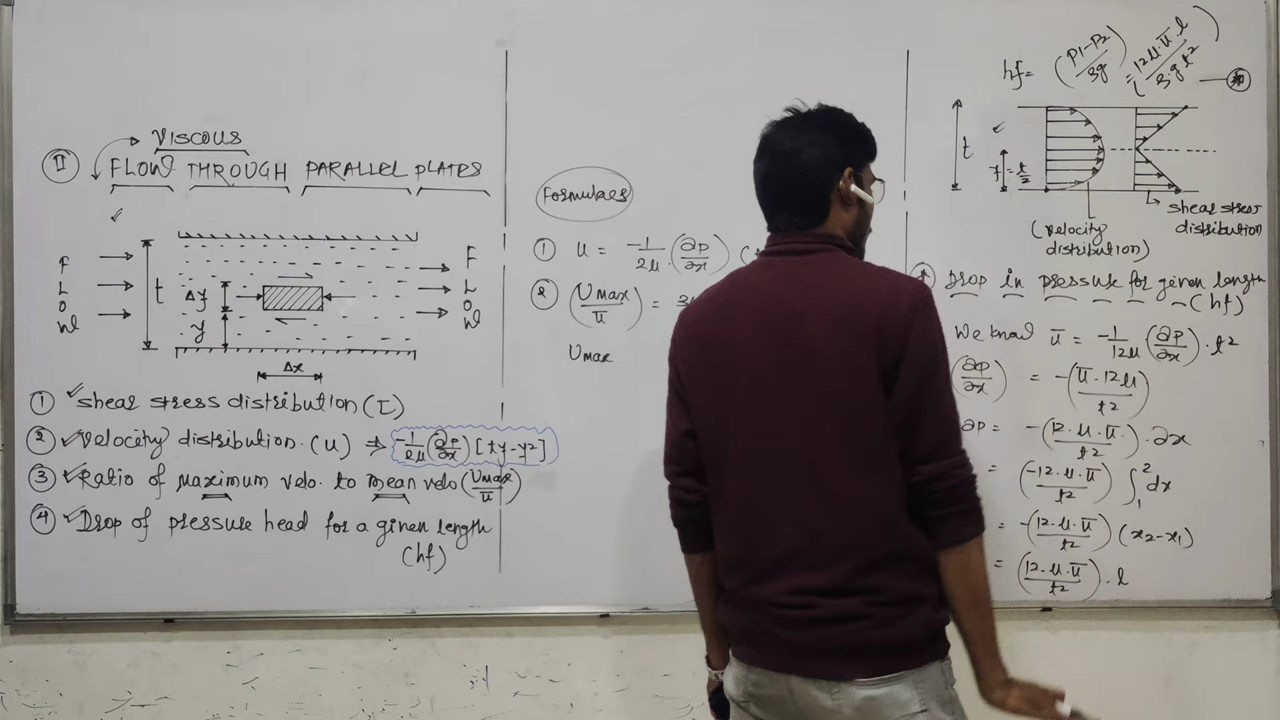 VISCOUS
II FLOW THROUGH PARALLEL PLATES
FLOW
t
Δy
y
FLOW
Δx
① shear stress distribution (τ)
② Velocity distribution. (u) ⇒ -1/2μ (∂p/∂x) [ty-y²]
③ Ratio of maximum velo. to mean velo (Umax/ū)
④ Drop of pressure head for a given length
(hf)
Formulaes
① u = -1/2μ . (∂p/∂x) (
② (Umax/ū) =
Umax
hf = (P1-P2/ρg) = (12μ.ū.l/ρ.g.t²)
t
t/2
(velocity distribution)
shear stress distribution
Drop in pressure for given length
(hf)
We know ū = -1/12μ (∂p/∂x) . t²
(∂p/∂x) = -(ū.12μ/t²)
∂p = -(12.μ.ū/t²) . ∂x
= (-12.μ.ū/t²) ∫₁² dx
= -(12.μ.ū/t²) (x2-x1)
= (12.μ.ū/t²) . l